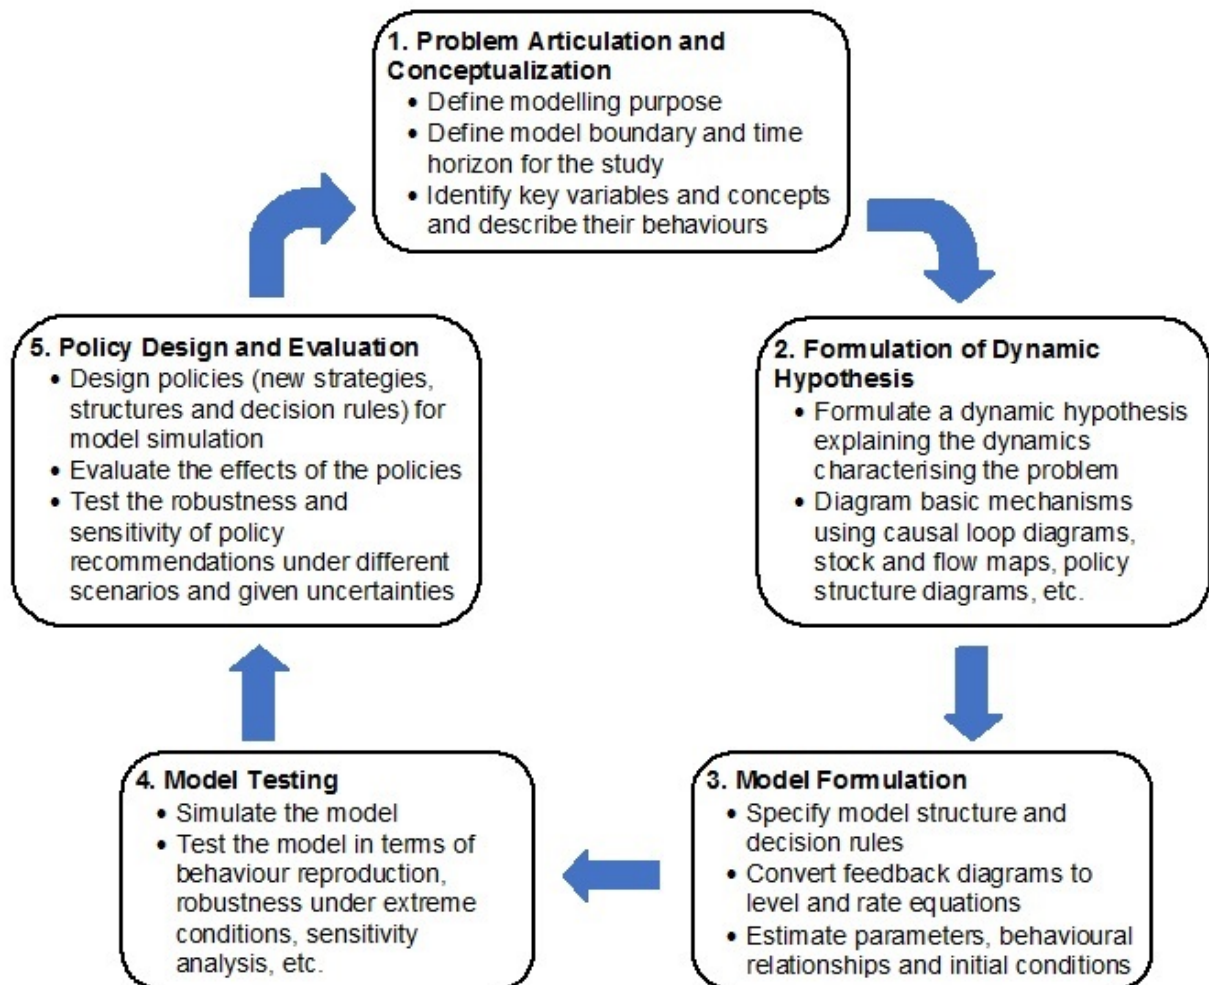 1. Problem Articulation and
Conceptualization
• Define modelling purpose
• Define model boundary and time
horizon for the study
• Identify key variables and concepts
and describe their behaviours
2. Formulation of Dynamic
Hypothesis
• Formulate a dynamic hypothesis
explaining the dynamics
characterising the problem
• Diagram basic mechanisms
using causal loop diagrams,
stock and flow maps, policy
structure diagrams, etc.
3. Model Formulation
• Specify model structure and
decision rules
• Convert feedback diagrams to
level and rate equations
• Estimate parameters, behavioural
relationships and initial conditions
4. Model Testing
• Simulate the model
• Test the model in terms of
behaviour reproduction,
robustness under extreme
conditions, sensitivity
analysis, etc.
5. Policy Design and Evaluation
• Design policies (new strategies,
structures and decision rules) for
model simulation
• Evaluate the effects of the policies
• Test the robustness and
sensitivity of policy
recommendations under different
scenarios and given uncertainties